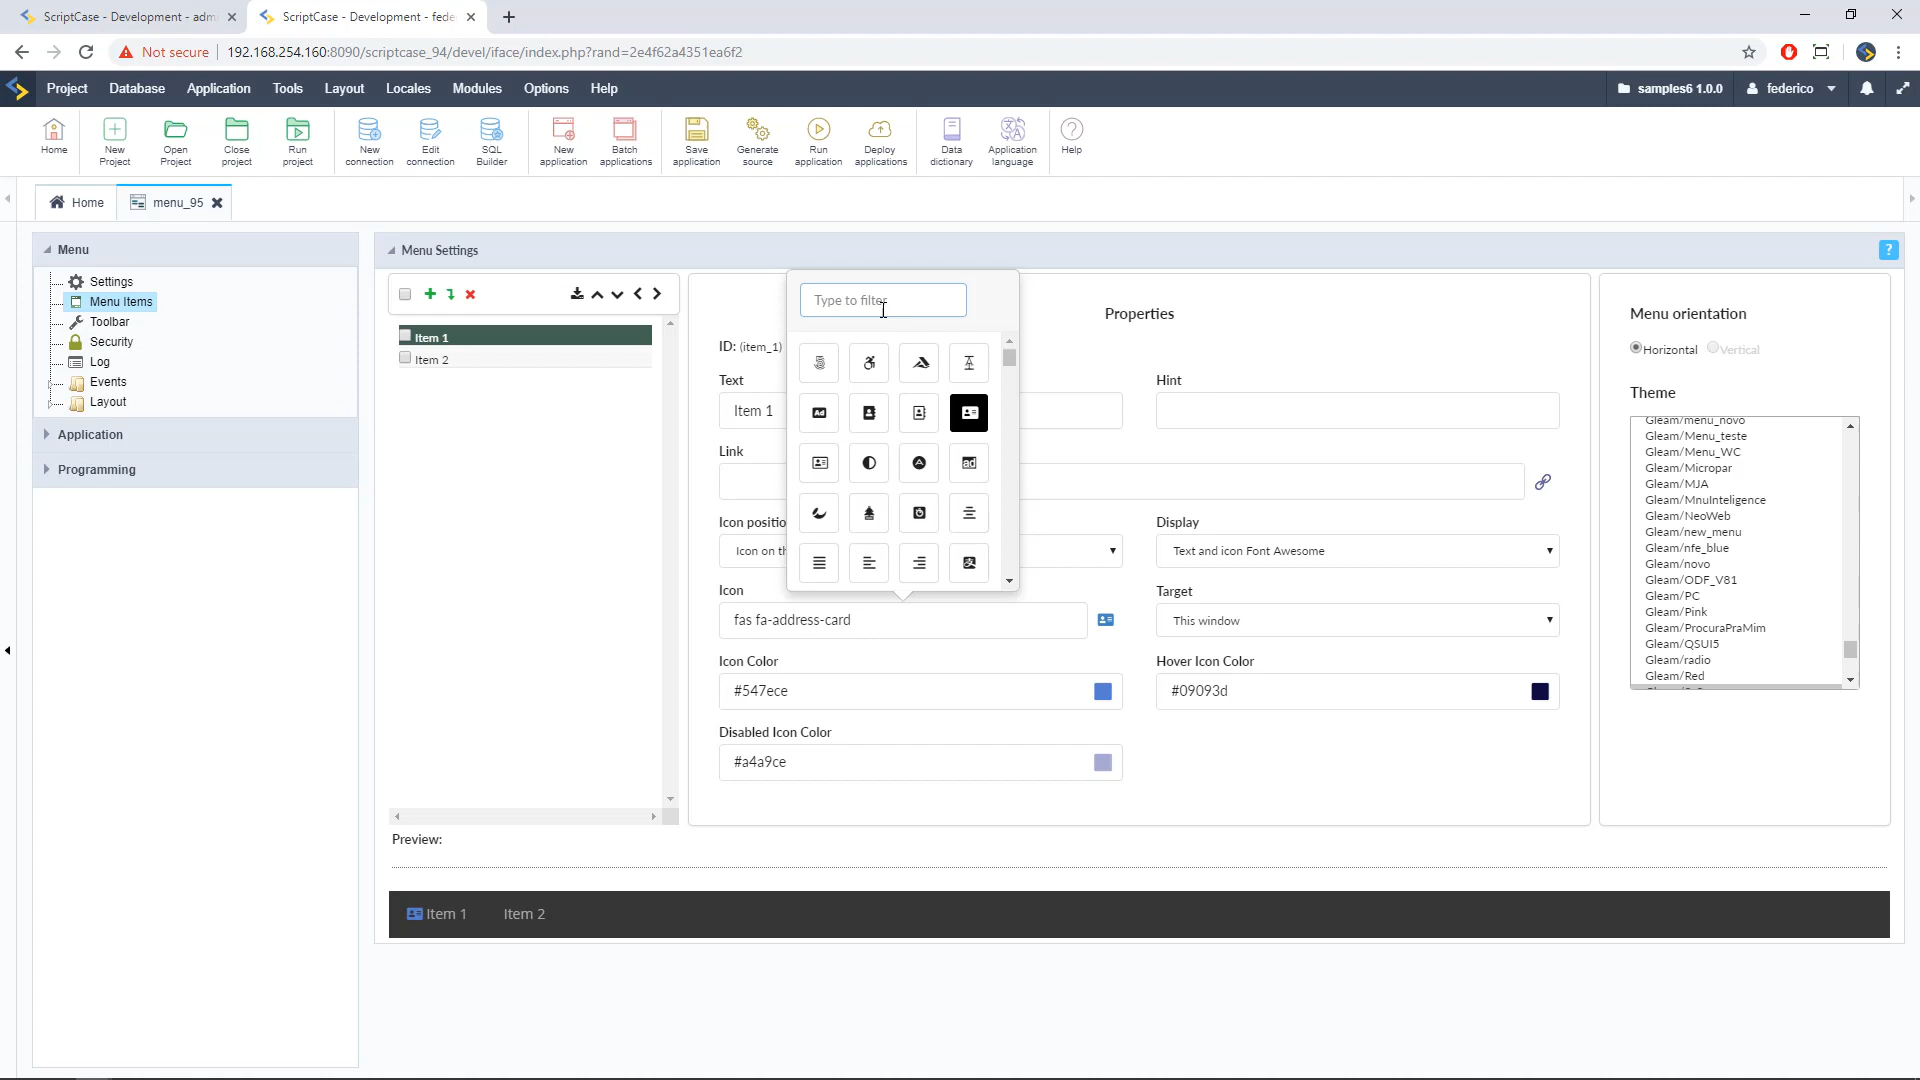 ScriptCase - Development - adm
ScriptCase - Development - fede
Not secure
192.168.254.160:8090/scriptcase_94/devel/iface/index.php?rand=2e4f62a4351ea6f2
Project
Database
Application
Tools
Layout
Locales
Modules
Options
Help
samples6 1.0.0
federico
Home
New Project
Open Project
Close project
Run project
New connection
Edit connection
SQL Builder
New application
Batch applications
Save application
Generate source
Run application
Deploy applications
Data dictionary
Application language
Help
Home
menu_95
Menu
Settings
Menu Items
Toolbar
Security
Log
Events
Layout
Application
Programming
Menu Settings
?
Item 1
Item 2
Type to filter
Ad
ad
Properties
ID: (item_1)
Text
Item 1
Hint
Link
Icon positio
Icon on th
Display
Text and icon Font Awesome
Icon
fas fa-address-card
Target
This window
Icon Color
#547ece
Hover Icon Color
#09093d
Disabled Icon Color
#a4a9ce
Menu orientation
Horizontal
Vertical
Theme
Gleam/menu_novo
Gleam/Menu_teste
Gleam/Menu_WC
Gleam/Micropar
Gleam/MJA
Gleam/MnuInteligence
Gleam/NeoWeb
Gleam/new_menu
Gleam/nfe_blue
Gleam/novo
Gleam/ODF_V81
Gleam/PC
Gleam/Pink
Gleam/ProcuraPraMim
Gleam/QSUI5
Gleam/radio
Gleam/Red
Preview:
Item 1
Item 2